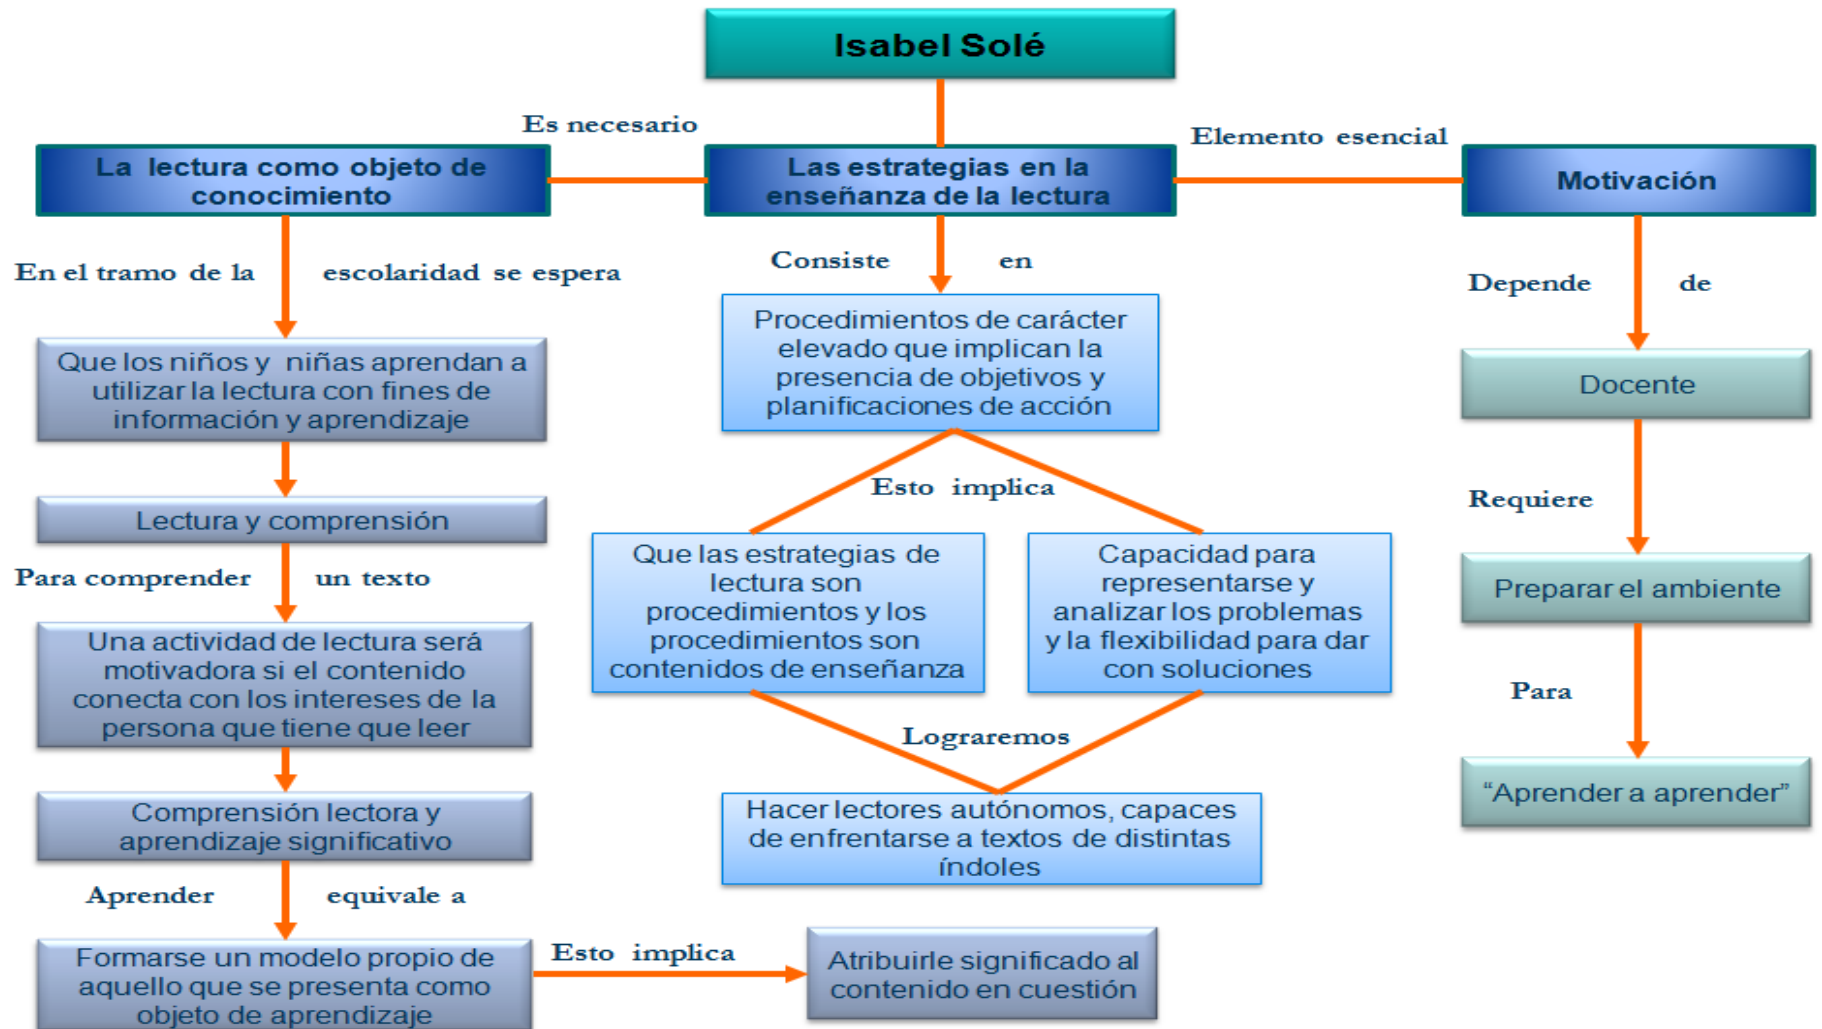 Isabel Solé
Es necesario
Elemento esencial
La lectura como objeto de
conocimiento
Las estrategias en la
enseñanza de la lectura
Motivación
En el tramo de la escolaridad se espera
Que los niños y niñas aprendan a
utilizar la lectura con fines de
información y aprendizaje
Lectura y comprensión
Para comprender un texto
Una actividad de lectura será
motivadora si el contenido
conecta con los intereses de la
persona que tiene que leer
Comprensión lectora y
aprendizaje significativo
Aprender equivale a
Formarse un modelo propio de
aquello que se presenta como
objeto de aprendizaje
Esto implica
Atribuirle significado al
contenido en cuestión
Consiste en
Procedimientos de carácter
elevado que implican la
presencia de objetivos y
planificaciones de acción
Esto implica
Que las estrategias de
lectura son
procedimientos y los
procedimientos son
contenidos de enseñanza
Capacidad para
representarse y
analizar los problemas
y la flexibilidad para dar
con soluciones
Lograremos
Hacer lectores autónomos, capaces
de enfrentarse a textos de distintas
índoles
Depende de
Docente
Requiere
Preparar el ambiente
Para
“Aprender a aprender”